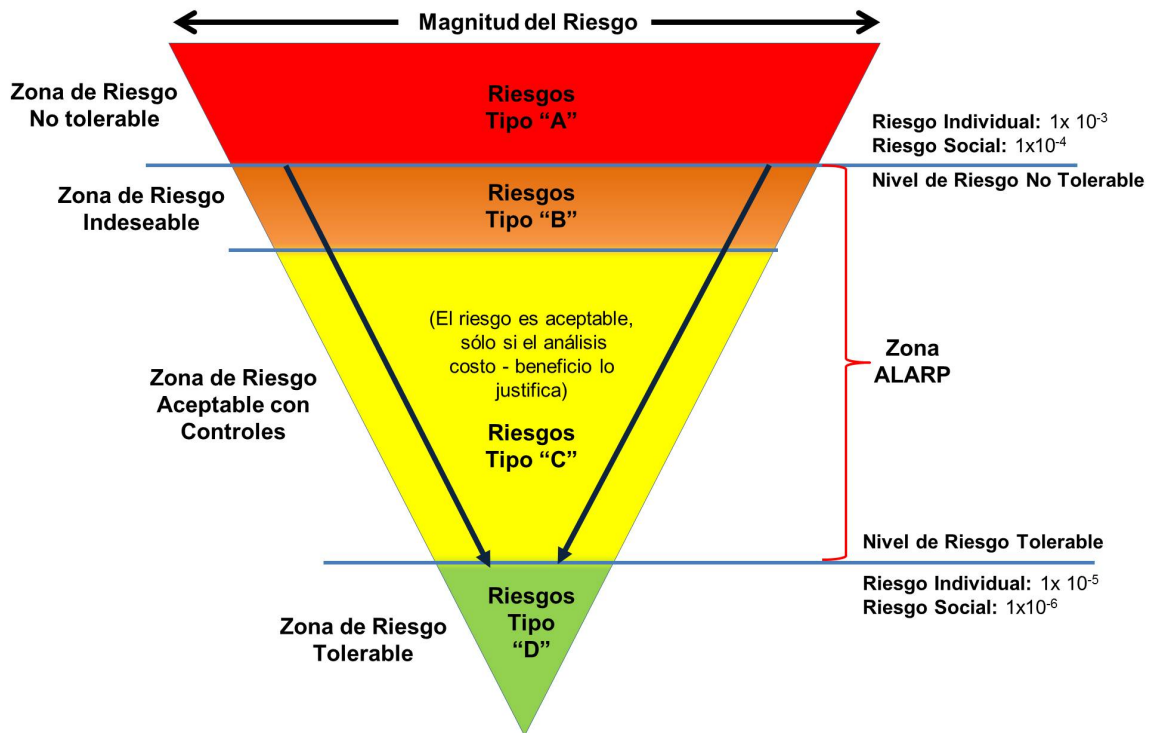 Magnitud del Riesgo
Zona de Riesgo
No tolerable
Riesgos
Tipo “A”
Riesgo Individual: 1x 10⁻³
Riesgo Social: 1x10⁻⁴
Nivel de Riesgo No Tolerable
Zona de Riesgo
Indeseable
Riesgos
Tipo “B”
(El riesgo es aceptable,
sólo si el análisis
costo - beneficio lo
justifica)
Zona de Riesgo
Aceptable con
Controles
Riesgos
Tipo “C”
Zona
ALARP
Nivel de Riesgo Tolerable
Riesgo Individual: 1x 10⁻⁵
Riesgo Social: 1x10⁻⁶
Zona de Riesgo
Tolerable
Riesgos
Tipo
“D”